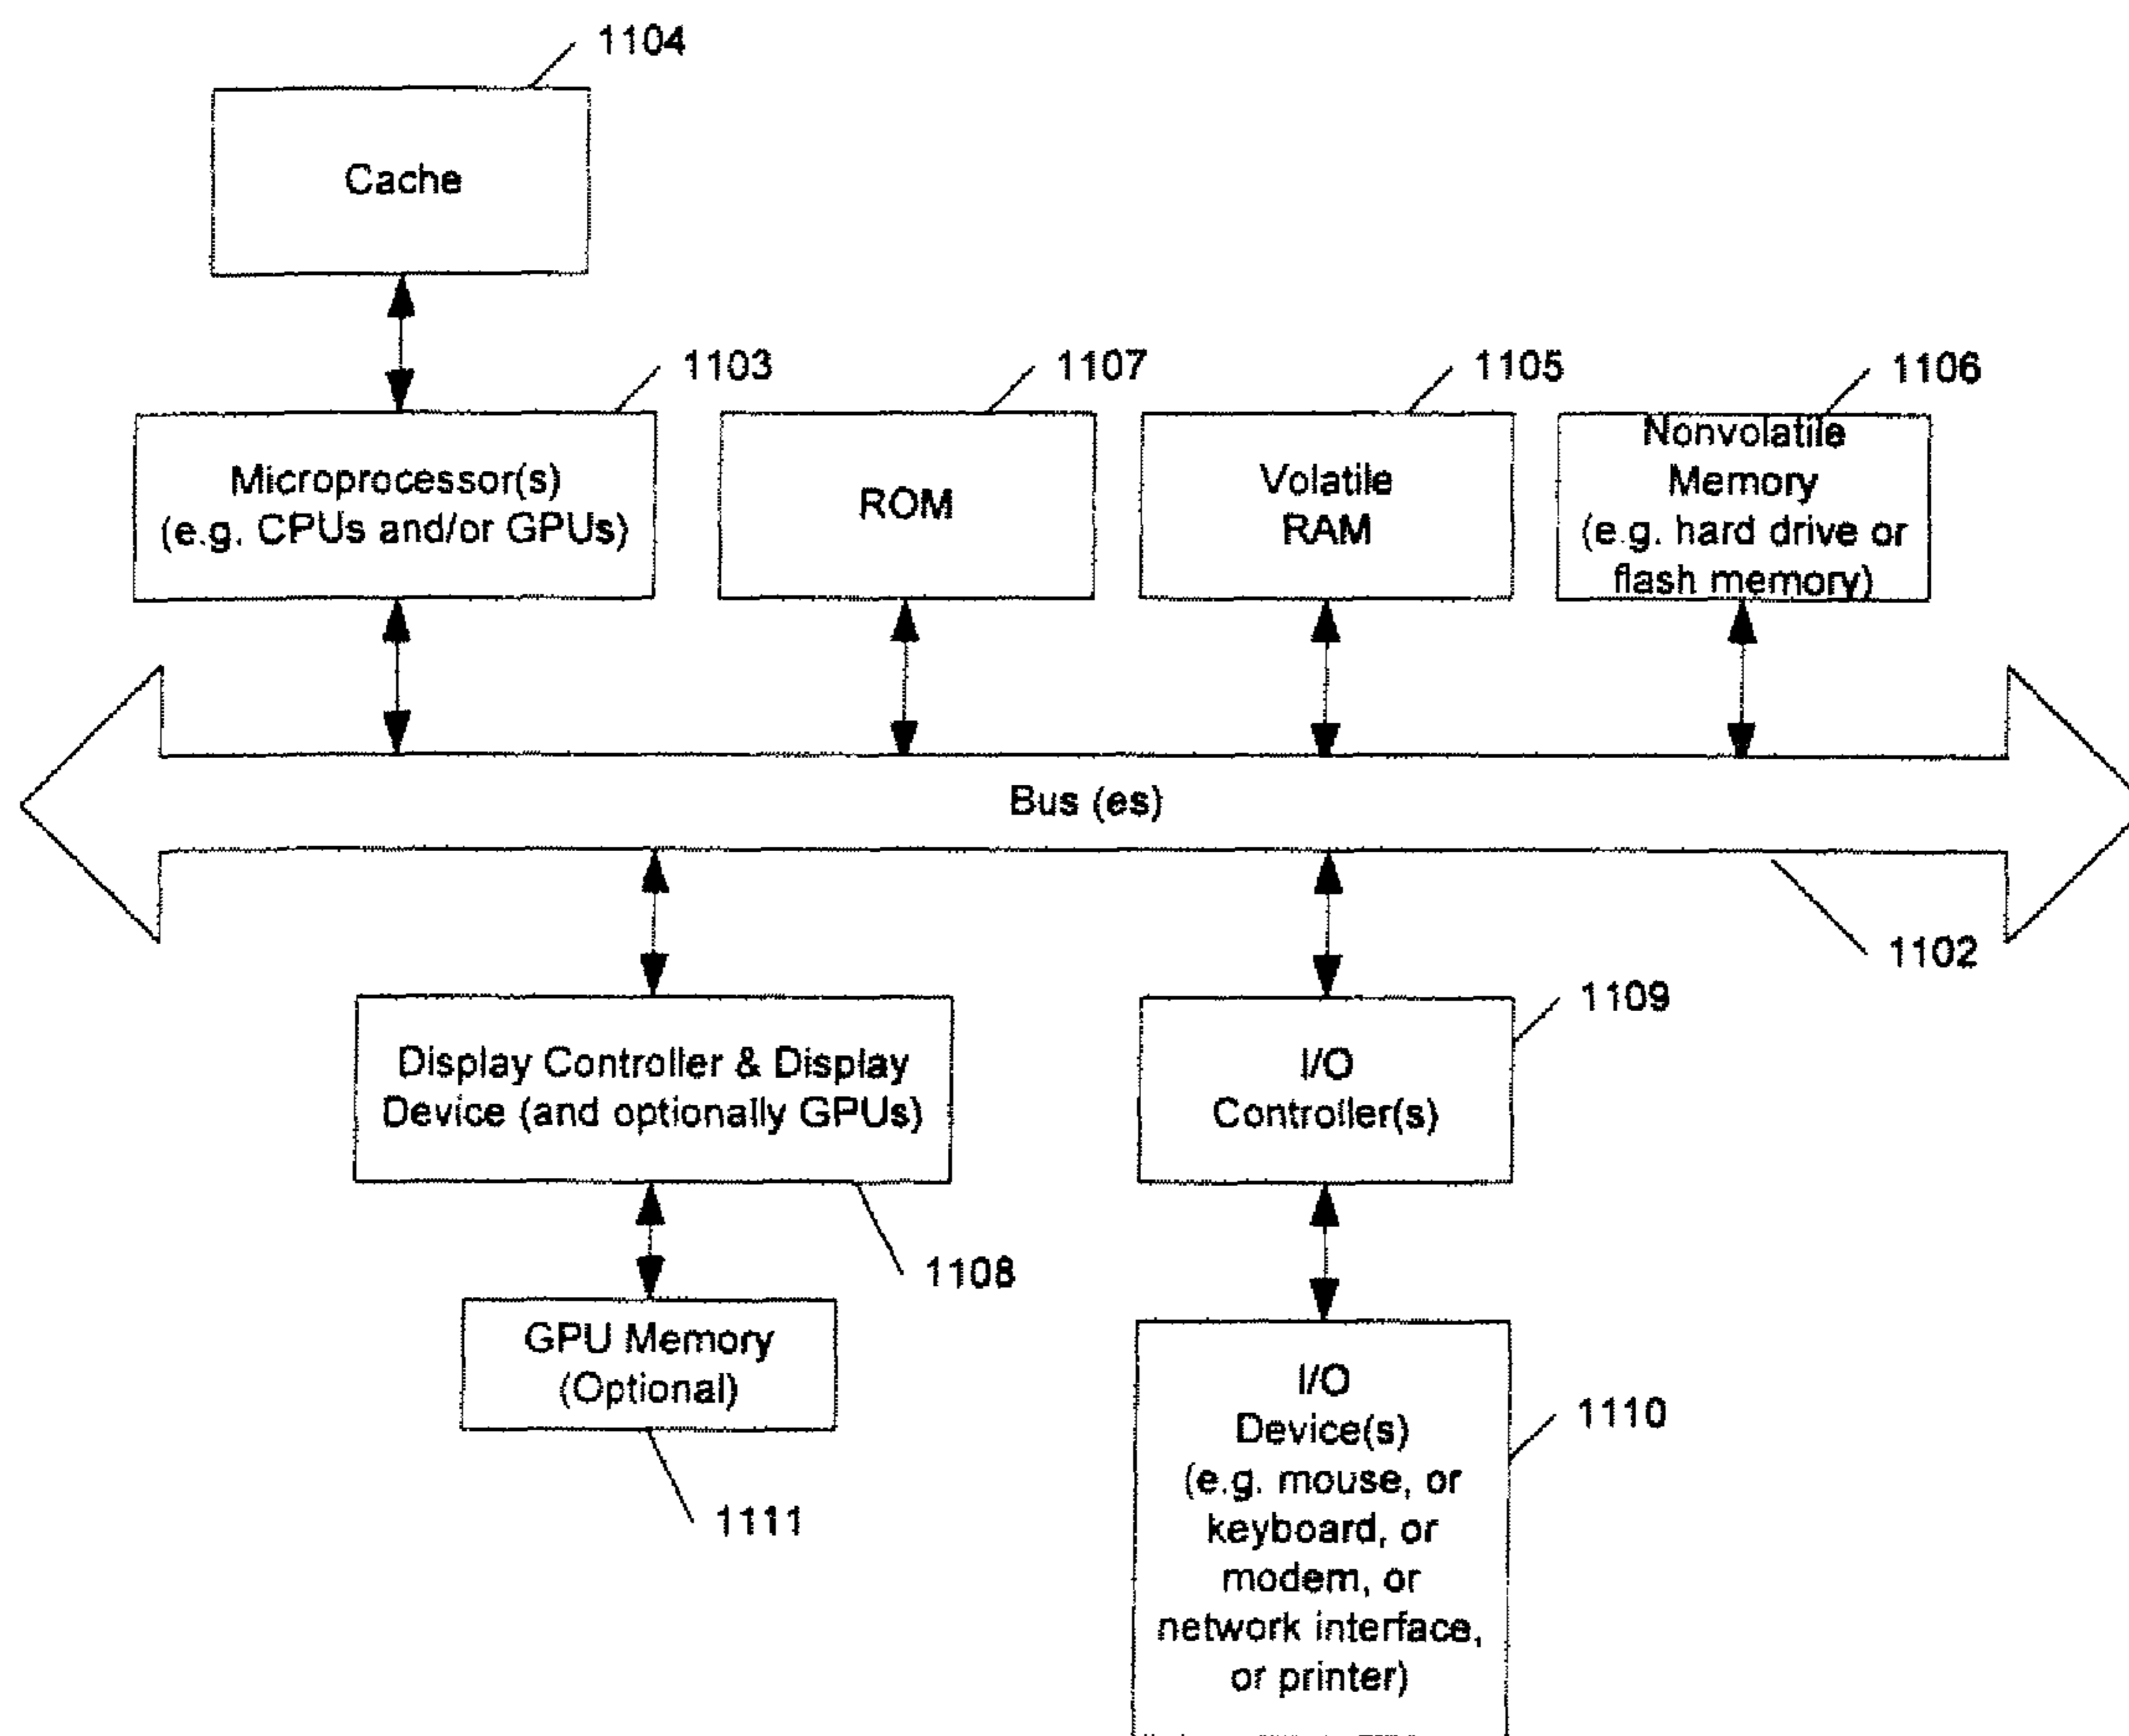 1104
Cache
1103
1107
1105
1106
Microprocessor(s)
(e.g. CPUs and/or GPUs)
ROM
Volatile
RAM
Nonvolatile
Memory
(e.g. hard drive or
flash memory)
Bus (es)
1102
Display Controller & Display
Device (and optionally GPUs)
1108
I/O
Controller(s)
1109
GPU Memory
(Optional)
1111
I/O
Device(s)
(e.g. mouse, or
keyboard, or
modem, or
network interface,
or printer)
1110